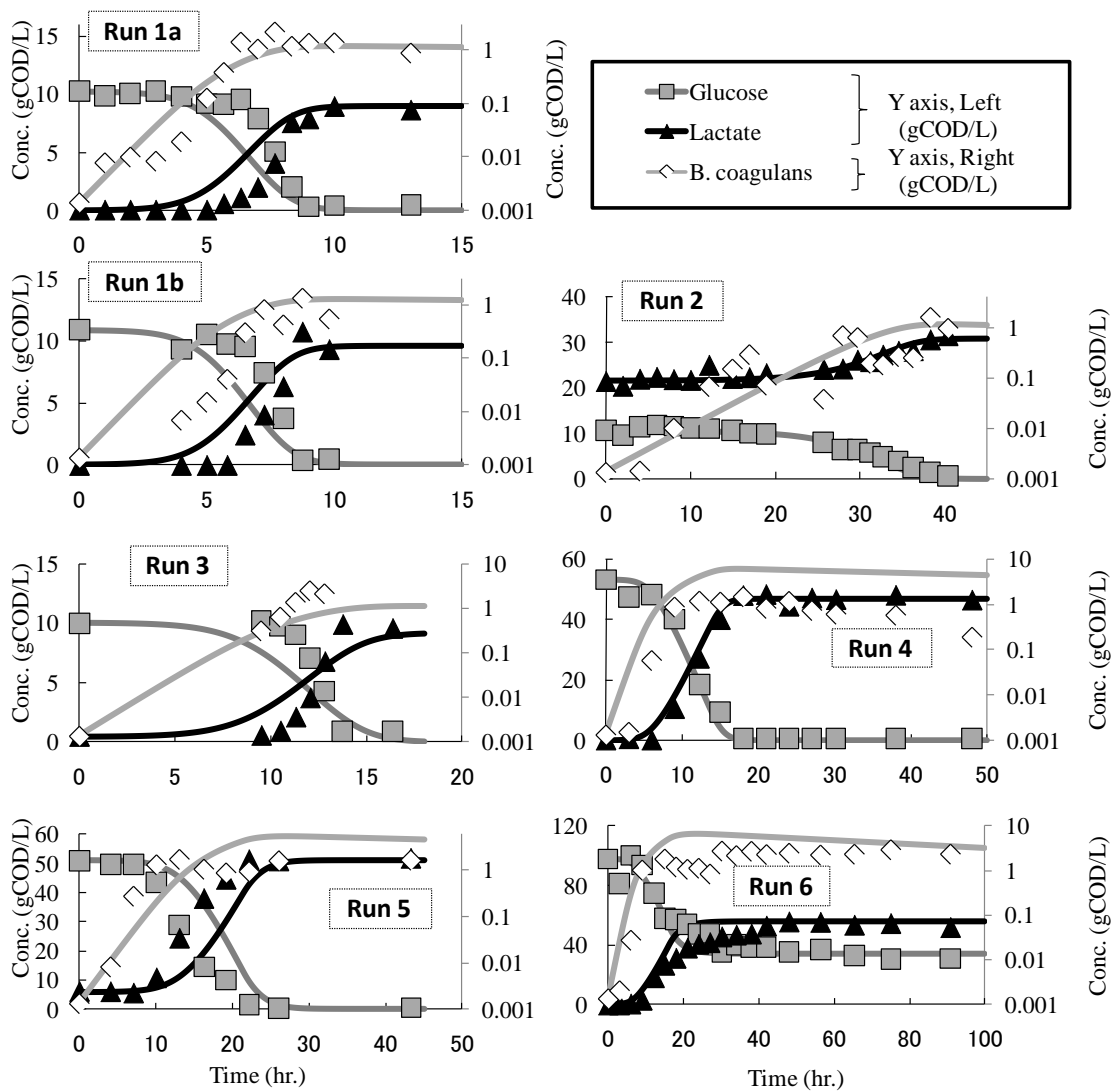 Run 1a
Conc. (gCOD/L)
15
10
5
0
1
0.1
0.01
0.001
0 5 10 15
Conc. (gCOD/L)
Glucose
Lactate
B. coagulans
Y axis, Left
(gCOD/L)
Y axis, Right
(gCOD/L)
Run 1b
Conc. (gCOD/L)
15
10
5
0
1
0.1
0.01
0.001
0 5 10 15
Run 2
40
30
20
10
0
1
0.1
0.01
0.001
0 10 20 30 40
Conc. (gCOD/L)
Run 3
Conc. (gCOD/L)
15
10
5
0
10
1
0.1
0.01
0.001
0 5 10 15 20
Run 4
60
40
20
0
10
1
0.1
0.01
0.001
0 10 20 30 40 50
Conc. (gCOD/L)
Run 5
Conc. (gCOD/L)
60
50
40
30
20
10
0
1
0.1
0.01
0.001
0 10 20 30 40 50
Time (hr.)
Run 6
120
80
40
0
10
1
0.1
0.01
0.001
0 20 40 60 80 100
Time (hr.)
Conc. (gCOD/L)